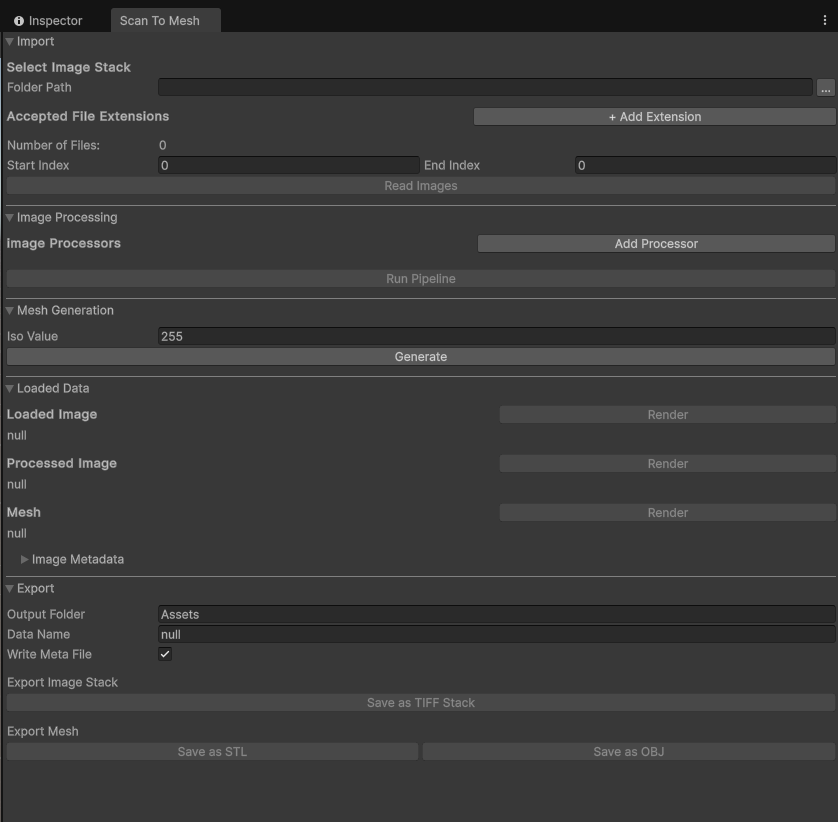 Inspector Scan To Mesh
Import
Select Image Stack
Folder Path ...
Accepted File Extensions + Add Extension
Number of Files: 0
Start Index 0 End Index 0
Read Images
Image Processing
image Processors Add Processor
Run Pipeline
Mesh Generation
Iso Value 255
Generate
Loaded Data
Loaded Image Render
null
Processed Image Render
null
Mesh Render
null
Image Metadata
Export
Output Folder Assets
Data Name null
Write Meta File
Export Image Stack
Save as TIFF Stack
Export Mesh
Save as STL Save as OBJ